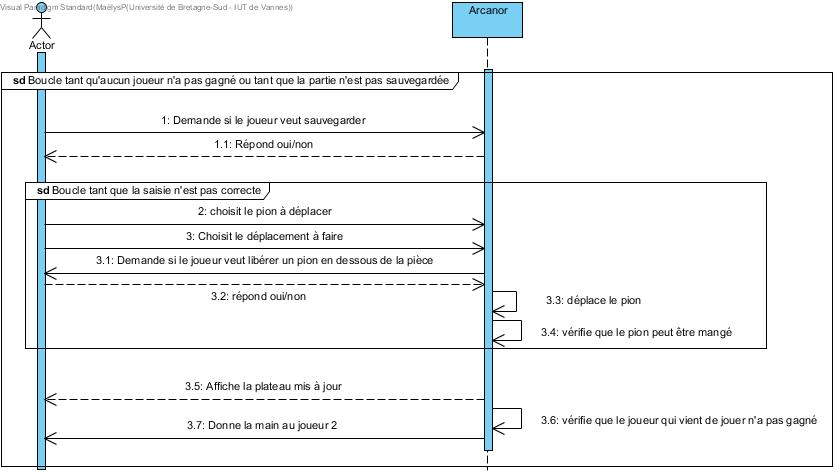 Visual Paradigm Standard(MaëlysP(Université de Bretagne-Sud - IUT de Vannes))
Arcanor
Actor
sd Boucle tant qu'aucun joueur n'a pas gagné ou tant que la partie n'est pas sauvegardée
1: Demande si le joueur veut sauvegarder
1.1: Répond oui/non
sd Boucle tant que la saisie n'est pas correcte
2: choisit le pion à déplacer
3: Choisit le déplacement à faire
3.1: Demande si le joueur veut libérer un pion en dessous de la pièce
3.2: répond oui/non
3.3: déplace le pion
3.4: vérifie que le pion peut être mangé
3.5: Affiche la plateau mis à jour
3.6: vérifie que le joueur qui vient de jouer n'a pas gagné
3.7: Donne la main au joueur 2